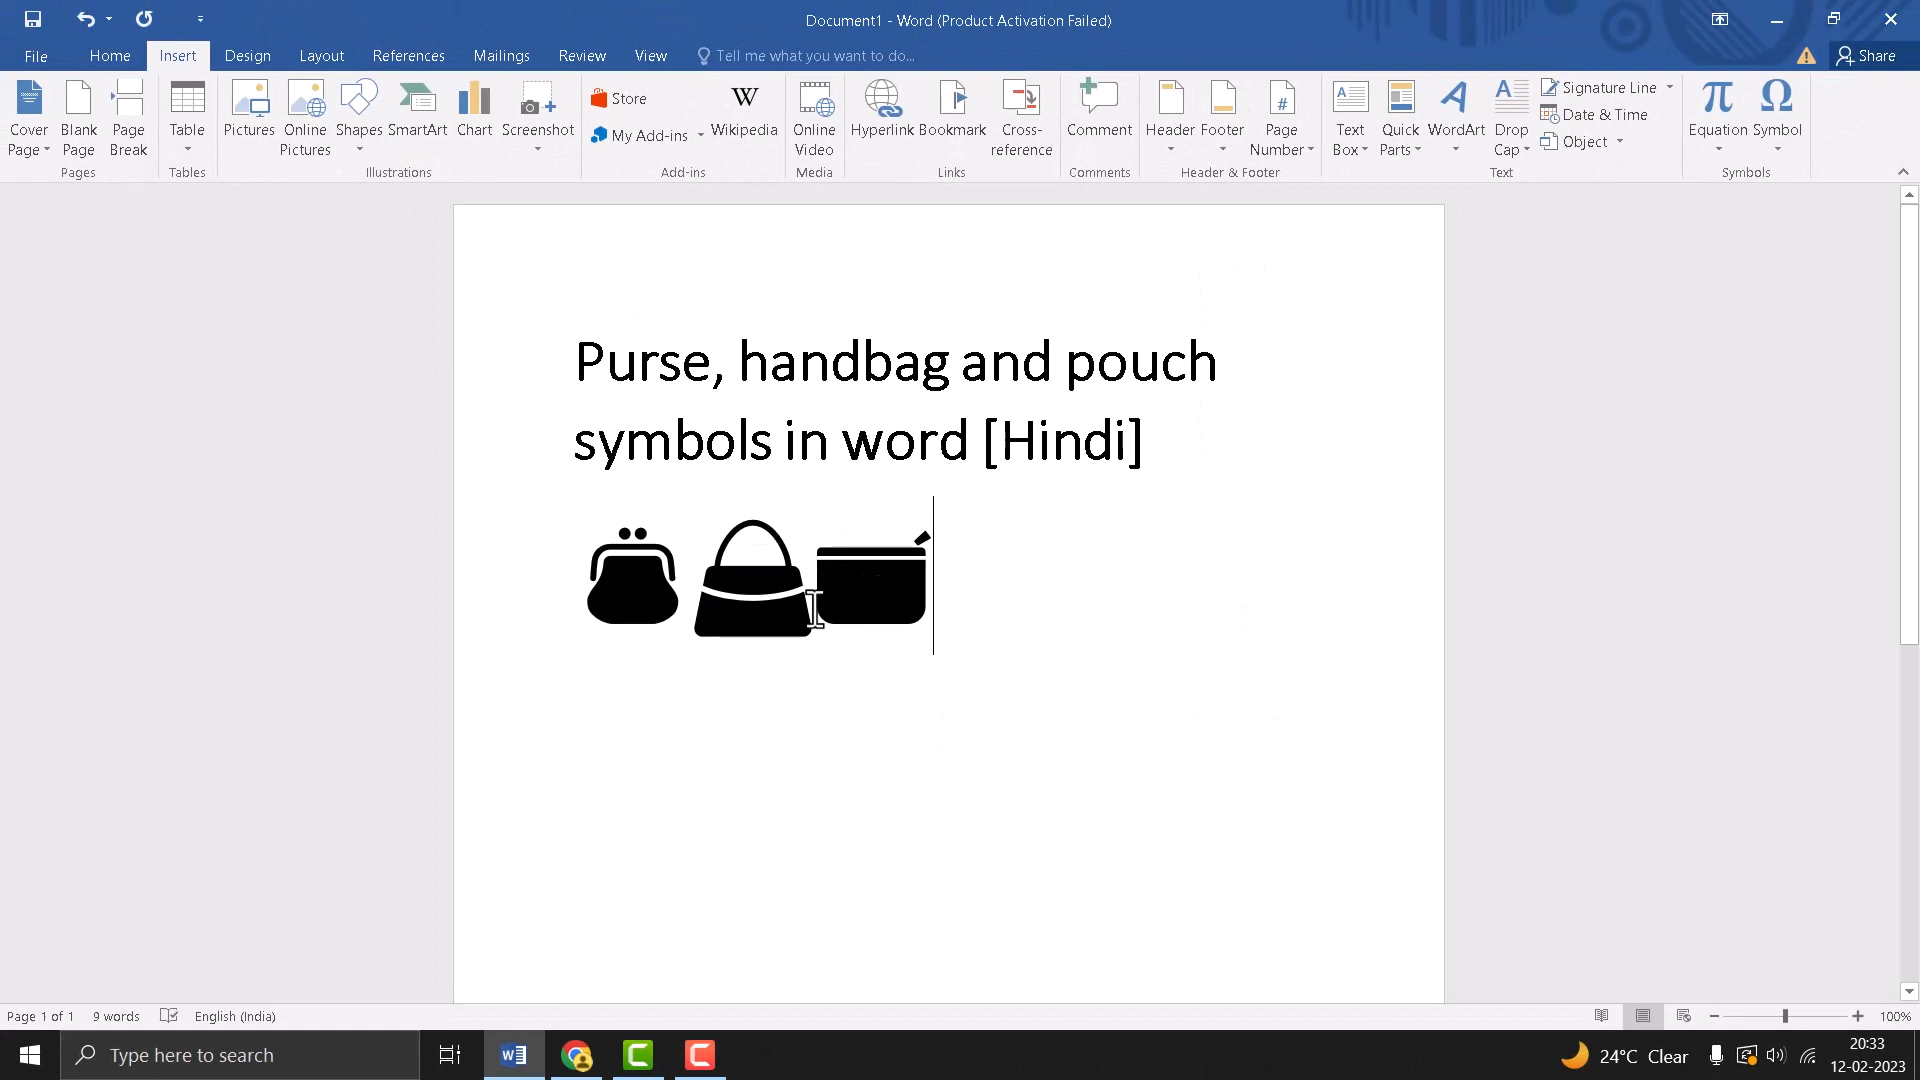 Document1 - Word (Product Activation Failed)
File Home Insert Design Layout References Mailings Review View Tell me what you want to do... Share
Cover Page
Blank Page
Page Break
Pages
Table
Tables
Pictures
Online Pictures
Shapes
SmartArt
Chart
Screenshot
Illustrations
Store
My Add-ins
W
Wikipedia
Add-ins
Online Video
Media
Hyperlink
Bookmark
Cross-reference
Links
Comment
Comments
Header
Footer
#
Page Number
Header & Footer
A
Text Box
Quick Parts
A
WordArt
A
Drop Cap
Signature Line
Date & Time
Object
Text
π
Equation
Ω
Symbol
Symbols
Purse, handbag and pouch
symbols in word [Hindi]
Page 1 of 1 9 words English (India) 100%
Type here to search
24°C Clear
20:33
12-02-2023